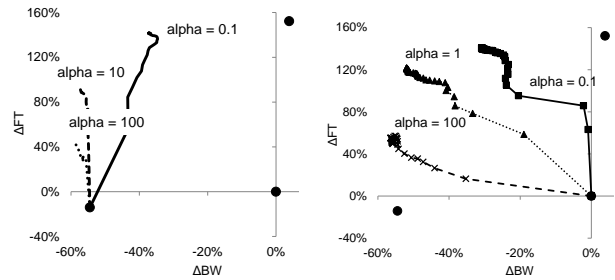 160%
120%
80%
40%
0%
-40%
ΔFT
alpha = 0.1
alpha = 10
alpha = 100
-60%
-40%
-20%
0%
ΔBW
160%
120%
80%
40%
0%
-40%
ΔFT
alpha = 1
alpha = 0.1
alpha = 100
-60%
-40%
-20%
0%
ΔBW